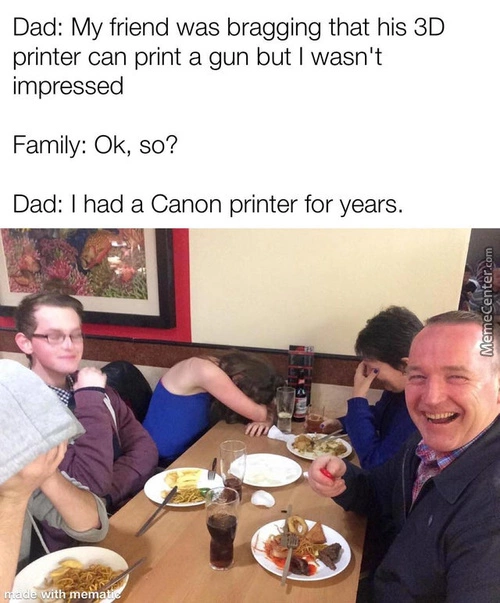 Dad: My friend was bragging that his 3D
printer can print a gun but I wasn't
impressed
Family: Ok, so?
Dad: I had a Canon printer for years.
MemeCenter.com
made with mematic